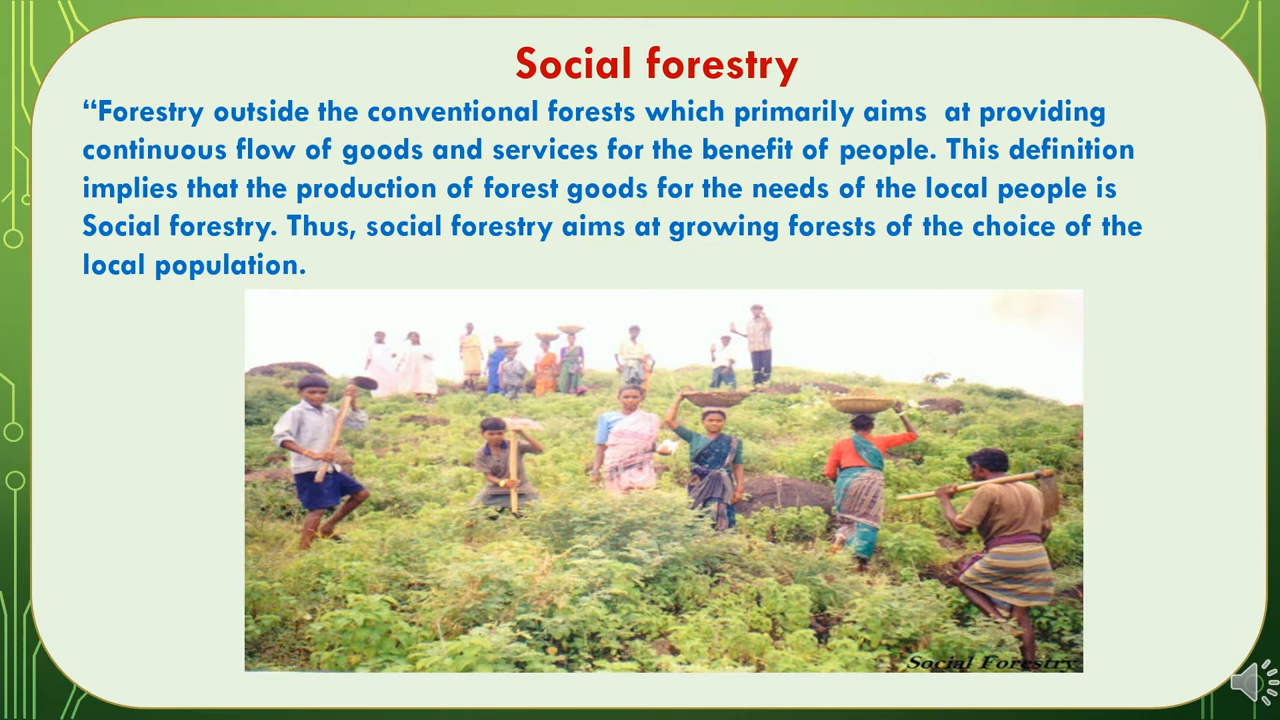 Social forestry
“Forestry outside the conventional forests which primarily aims  at providing
continuous flow of goods and services for the benefit of people. This definition
implies that the production of forest goods for the needs of the local people is
Social forestry. Thus, social forestry aims at growing forests of the choice of the
local population.
Social Forestry